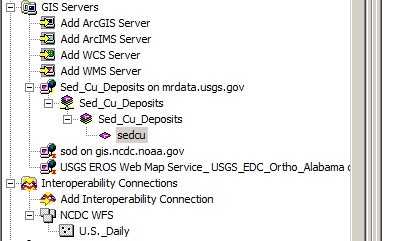 GIS Servers
Add ArcGIS Server
Add ArcIMS Server
Add WCS Server
Add WMS Server
Sed_Cu_Deposits on mrdata.usgs.gov
Sed_Cu_Deposits
Sed_Cu_Deposits
sedcu
sod on gis.ncdc.noaa.gov
USGS EROS Web Map Service_ USGS_EDC_Ortho_Alabama
Interoperability Connections
Add Interoperability Connection
NCDC WFS
U.S._Daily